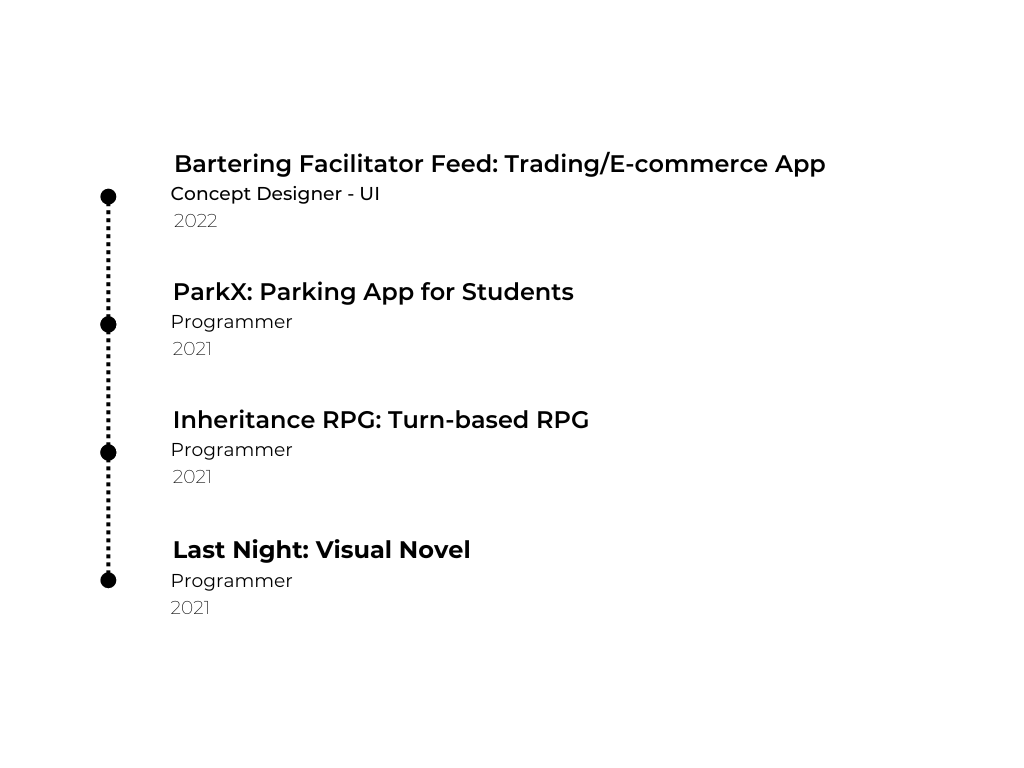 Bartering Facilitator Feed: Trading/E-commerce App
Concept Designer - UI
2022
ParkX: Parking App for Students
Programmer
2021
Inheritance RPG: Turn-based RPG
Programmer
2021
Last Night: Visual Novel
Programmer
2021